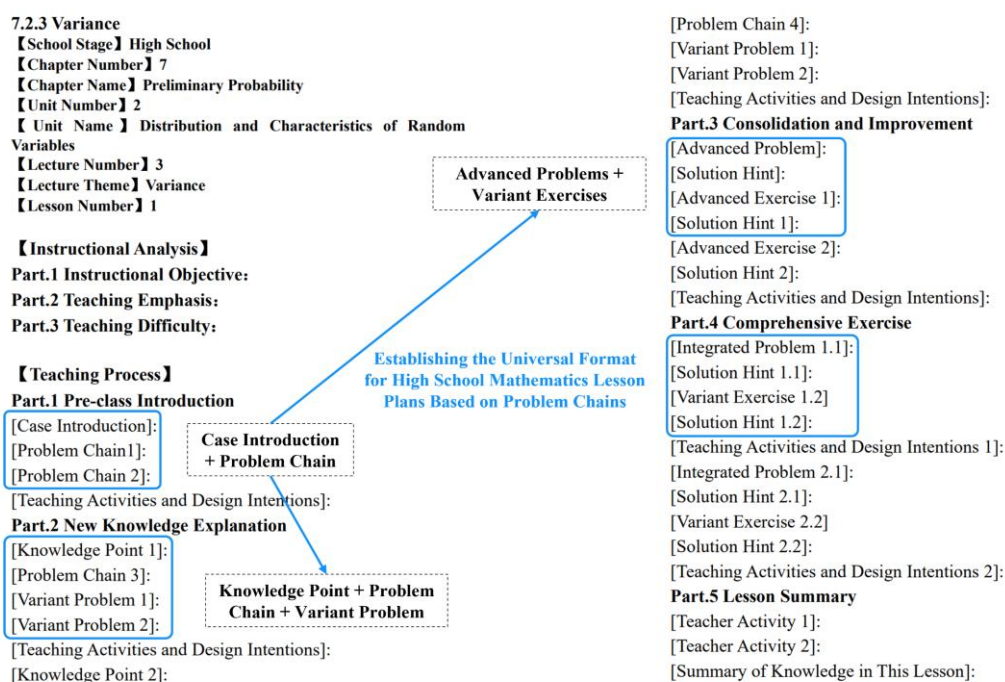 7.2.3 Variance
【School Stage】High School
【Chapter Number】7
【Chapter Name】Preliminary Probability
【Unit Number】2
【 Unit Name 】 Distribution and Characteristics of Random
Variables
【Lecture Number】3
【Lecture Theme】Variance
【Lesson Number】1
【Instructional Analysis】
Part.1 Instructional Objective：
Part.2 Teaching Emphasis：
Part.3 Teaching Difficulty：
【Teaching Process】
Part.1 Pre-class Introduction
[Case Introduction]:
[Problem Chain1]:
[Problem Chain 2]:
[Teaching Activities and Design Intentions]:
Part.2 New Knowledge Explanation
[Knowledge Point 1]:
[Problem Chain 3]:
[Variant Problem 1]:
[Variant Problem 2]:
[Teaching Activities and Design Intentions]:
[Knowledge Point 2]:
Advanced Problems +
Variant Exercises
Establishing the Universal Format
for High School Mathematics Lesson
Plans Based on Problem Chains
Case Introduction
+ Problem Chain
Knowledge Point + Problem
Chain + Variant Problem
[Problem Chain 4]:
[Variant Problem 1]:
[Variant Problem 2]:
[Teaching Activities and Design Intentions]:
Part.3 Consolidation and Improvement
[Advanced Problem]:
[Solution Hint]:
[Advanced Exercise 1]:
[Solution Hint 1]:
[Advanced Exercise 2]:
[Solution Hint 2]:
[Teaching Activities and Design Intentions]:
Part.4 Comprehensive Exercise
[Integrated Problem 1.1]:
[Solution Hint 1.1]:
[Variant Exercise 1.2]
[Solution Hint 1.2]:
[Teaching Activities and Design Intentions 1]:
[Integrated Problem 2.1]:
[Solution Hint 2.1]:
[Variant Exercise 2.2]
[Solution Hint 2.2]:
[Teaching Activities and Design Intentions 2]:
Part.5 Lesson Summary
[Teacher Activity 1]:
[Teacher Activity 2]:
[Summary of Knowledge in This Lesson]: